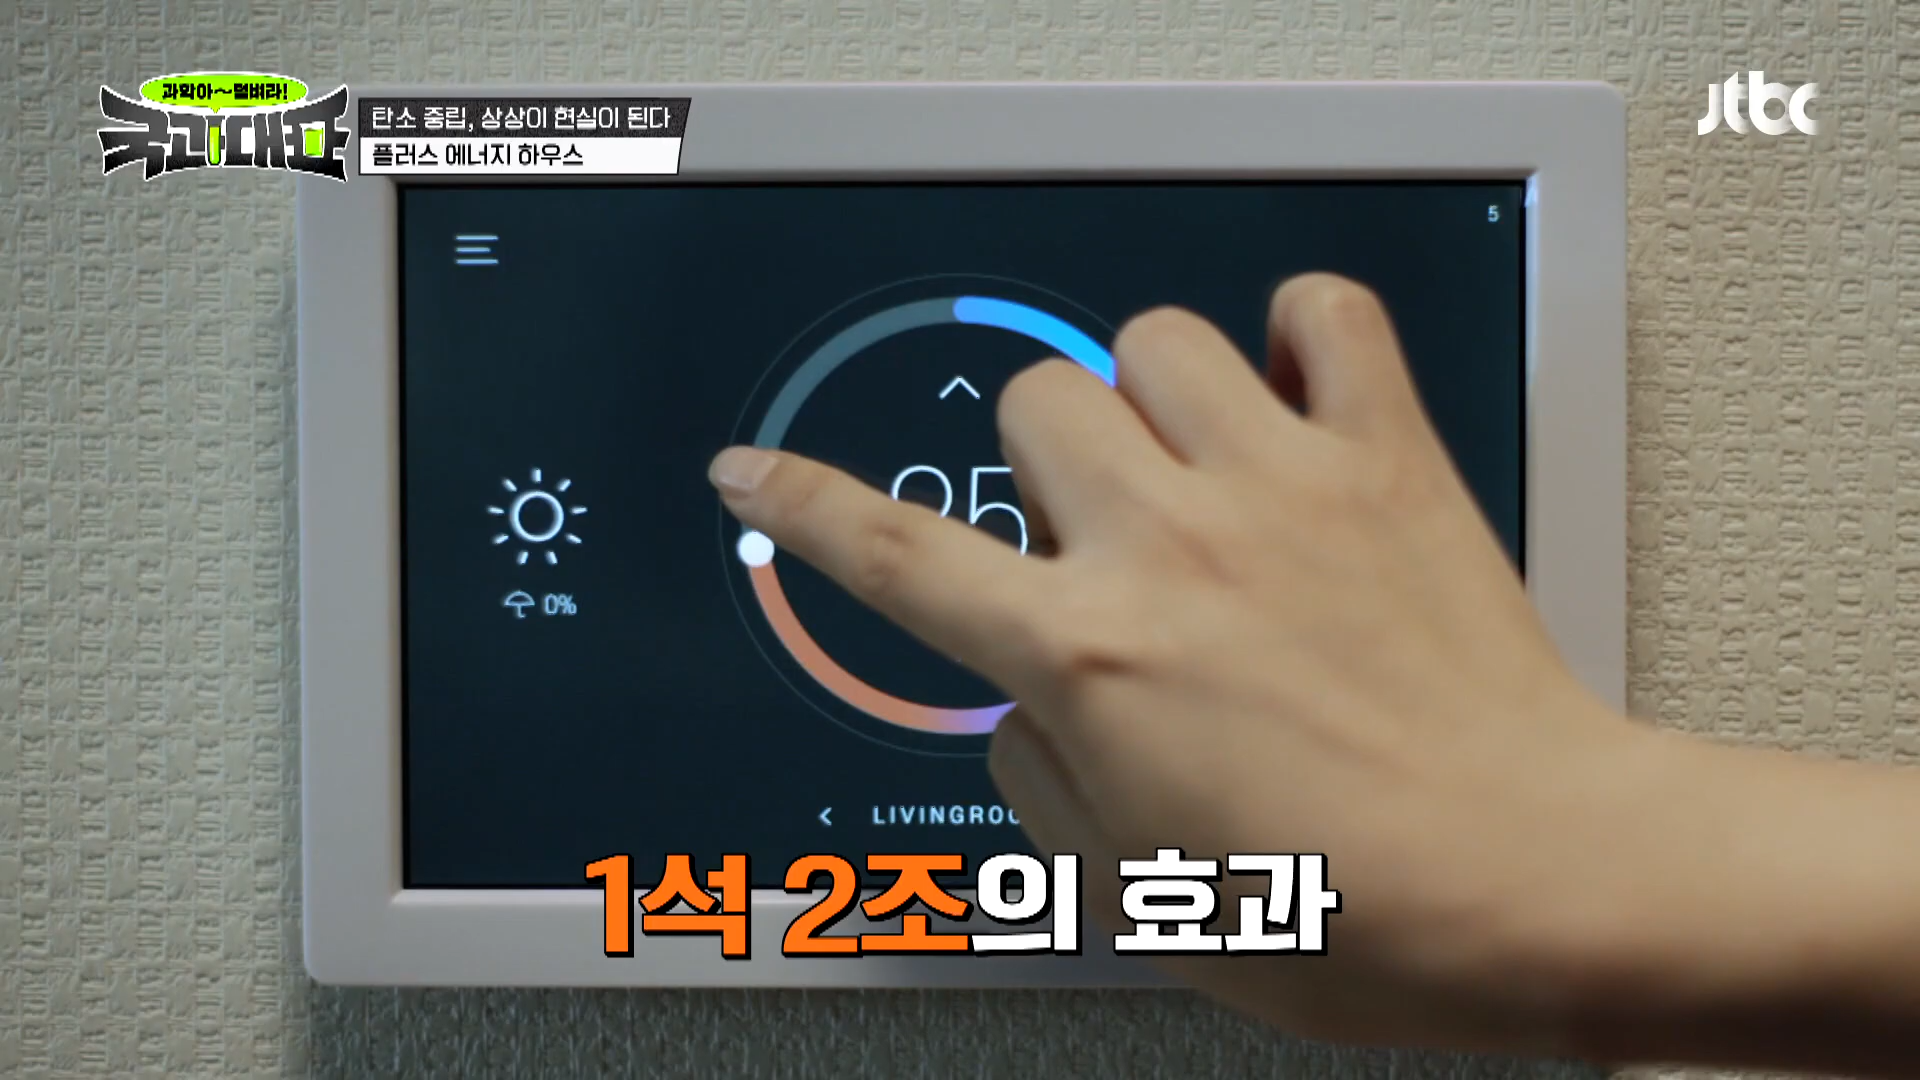 과학아~덤벼라!
국과대표
탄소 중립, 상상이 현실이 된다
플러스 에너지 하우스
jtbc
5
25
0%
LIVINGROO
1석 2조의 효과